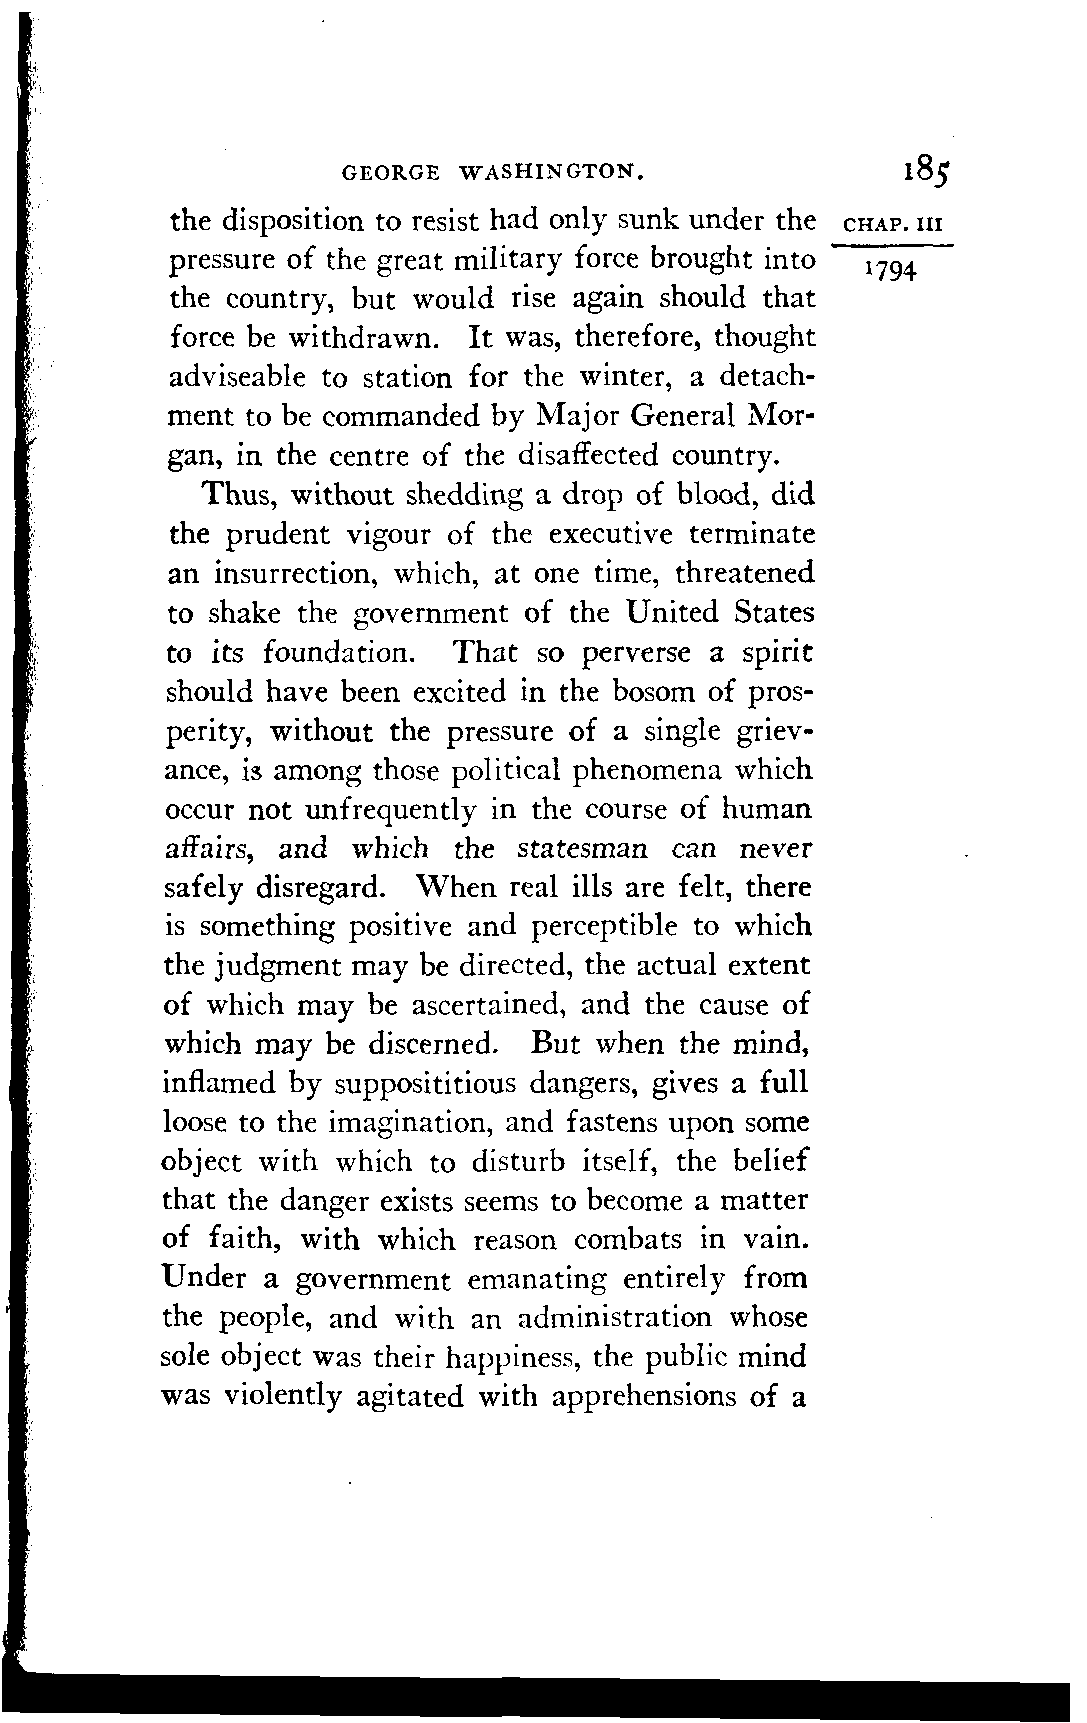 GEORGE WASHINGTON. 185
the disposition to resist had only sunk under the CHAP. III
pressure of the great military force brought into 1794
the country, but would rise again should that
force be withdrawn. It was, therefore, thought
adviseable to station for the winter, a detach-
ment to be commanded by Major General Mor-
gan, in the centre of the disaffected country.
Thus, without shedding a drop of blood, did
the prudent vigour of the executive terminate
an insurrection, which, at one time, threatened
to shake the government of the United States
to its foundation. That so perverse a spirit
should have been excited in the bosom of pros-
perity, without the pressure of a single griev-
ance, is among those political phenomena which
occur not unfrequently in the course of human
affairs, and which the statesman can never
safely disregard. When real ills are felt, there
is something positive and perceptible to which
the judgment may be directed, the actual extent
of which may be ascertained, and the cause of
which may be discerned. But when the mind,
inflamed by supposititious dangers, gives a full
loose to the imagination, and fastens upon some
object with which to disturb itself, the belief
that the danger exists seems to become a matter
of faith, with which reason combats in vain.
Under a government emanating entirely from
the people, and with an administration whose
sole object was their happiness, the public mind
was violently agitated with apprehensions of a